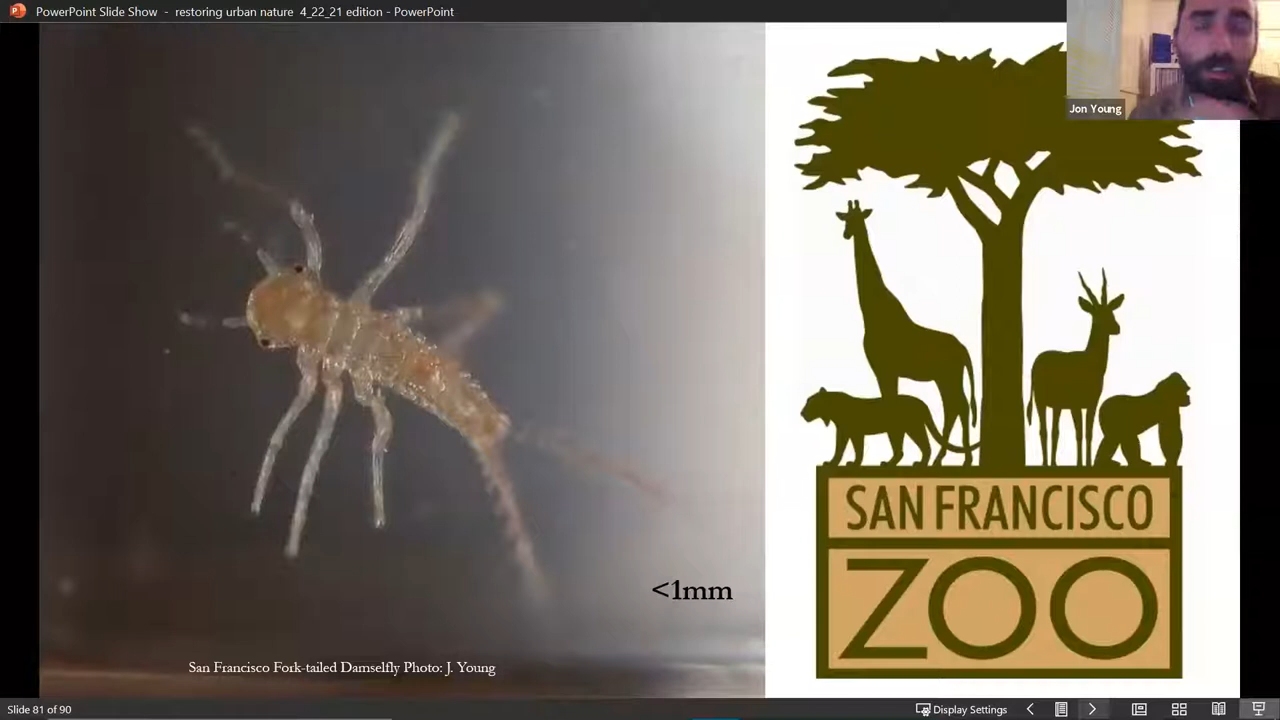 PowerPoint Slide Show - restoring urban nature 4_22_21 edition - PowerPoint
Jon Young
SAN FRANCISCO
ZOO
<1mm
San Francisco Fork-tailed Damselfly Photo: J. Young
Slide 81 of 90
Display Settings